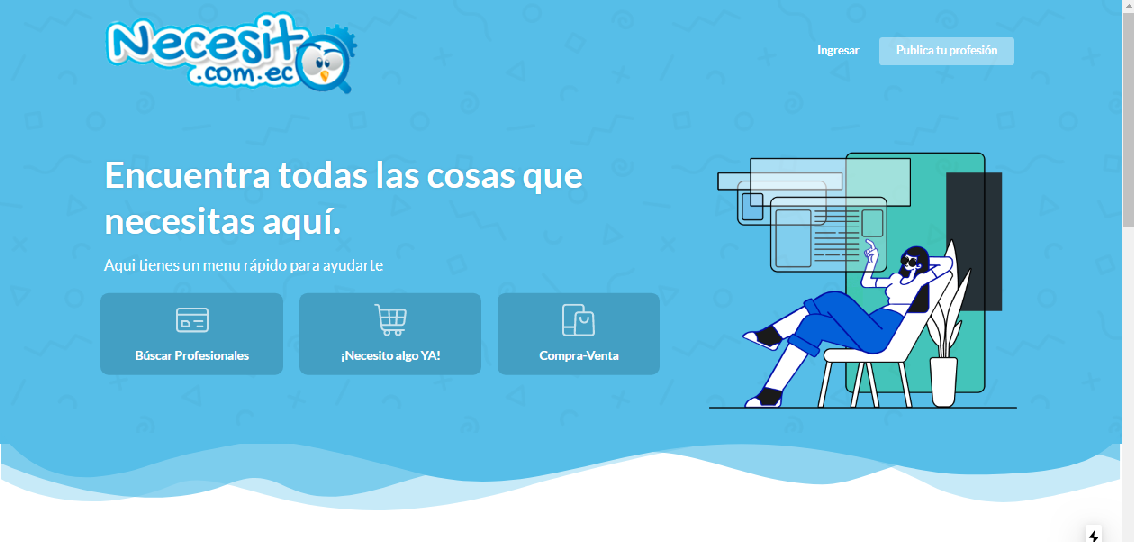 Necesito
.com.ec
Ingresar
Publica tu profesión
Encuentra todas las cosas que
necesitas aquí.
Aqui tienes un menu rápido para ayudarte
Búscar Profesionales
¡Necesito algo YA!
Compra-Venta